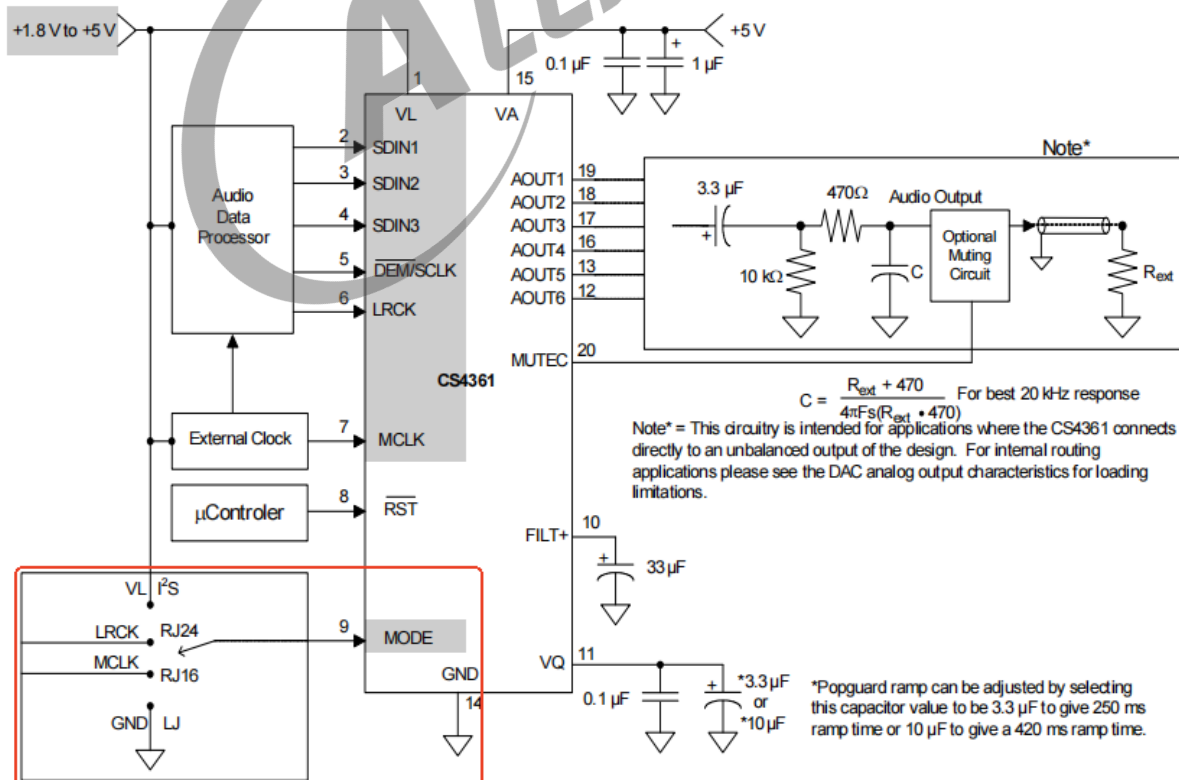 +1.8 V to +5 V
+5 V
0.1 µF
+
1 µF
1
15
VL
VA
Audio
Data
Processor
2
SDIN1
3
SDIN2
4
SDIN3
5
DEM/SCLK
6
LRCK
AOUT1
19
AOUT2
18
AOUT3
17
AOUT4
16
AOUT5
13
AOUT6
12
Note*
3.3 µF
+
470Ω
Audio Output
10 kΩ
C
Optional
Muting
Circuit
Rext
MUTEC
20
CS4361
C = Rext + 470
4πFs(Rext • 470)
For best 20 kHz response
External Clock
7
MCLK
Note* = This circuitry is intended for applications where the CS4361 connects
directly to an unbalanced output of the design. For internal routing
applications please see the DAC analog output characteristics for loading
limitations.
µControler
8
RST
FILT+
10
+
33 µF
VL
I²S
LRCK
RJ24
MCLK
RJ16
GND
LJ
9
MODE
GND
14
VQ
11
0.1 µF
+
*3.3 µF
or
*10 µF
*Popguard ramp can be adjusted by selecting
this capacitor value to be 3.3 µF to give 250 ms
ramp time or 10 µF to give a 420 ms ramp time.